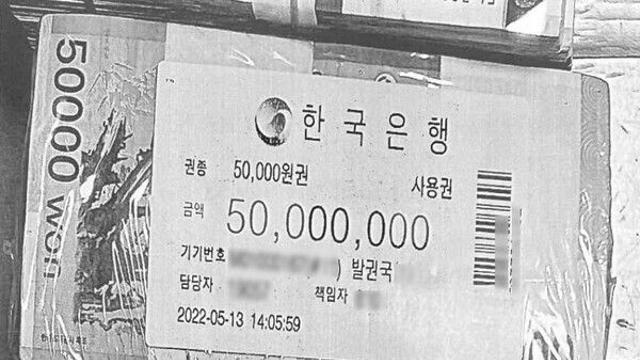 50000 won
한국은행
권종 50,000원권 사용권
금액 50,000,000
기기번호 ) 발권국
담당자 책임자
2022-05-13 14:05:59